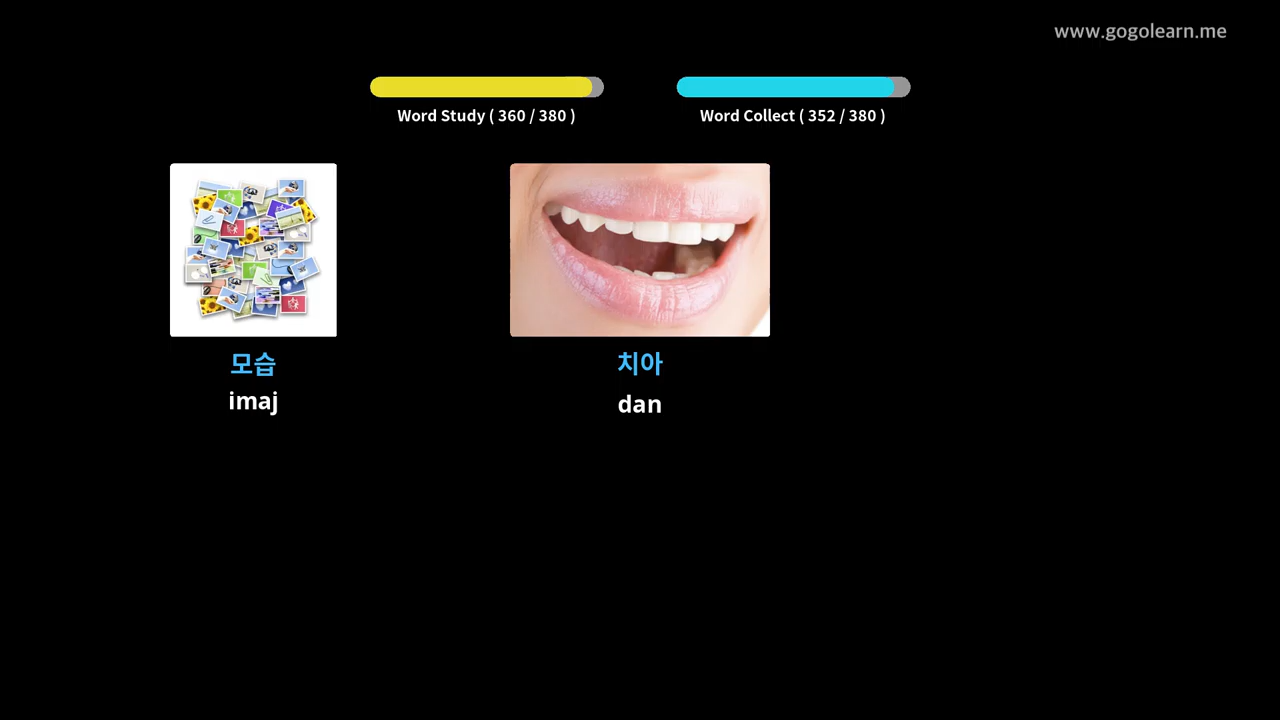 www.gogolearn.me
Word Study ( 360 / 380 )
Word Collect ( 352 / 380 )
모습
imaj
치아
dan